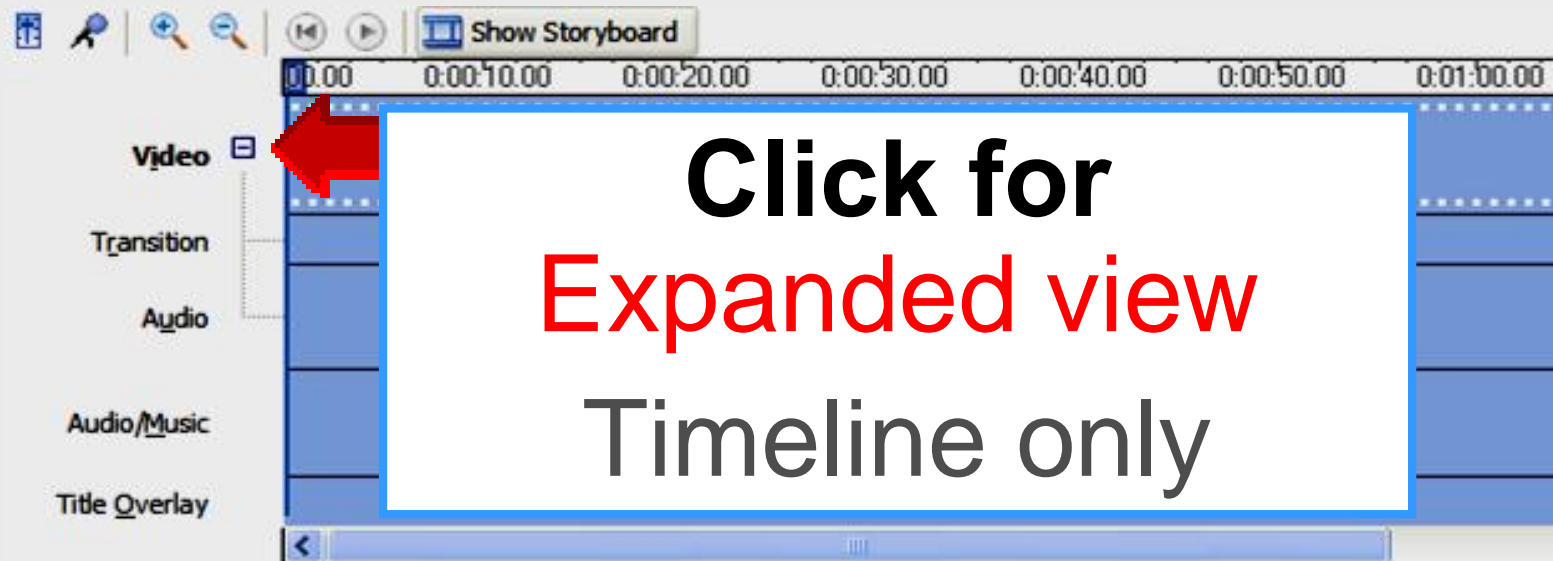 Show Storyboard
00.00 0:00:10.00 0:00:20.00 0:00:30.00 0:00:40.00 0:00:50.00 0:01:00.00
Video
Transition
Audio
Audio/Music
Title Overlay
Click for
Expanded view
Timeline only